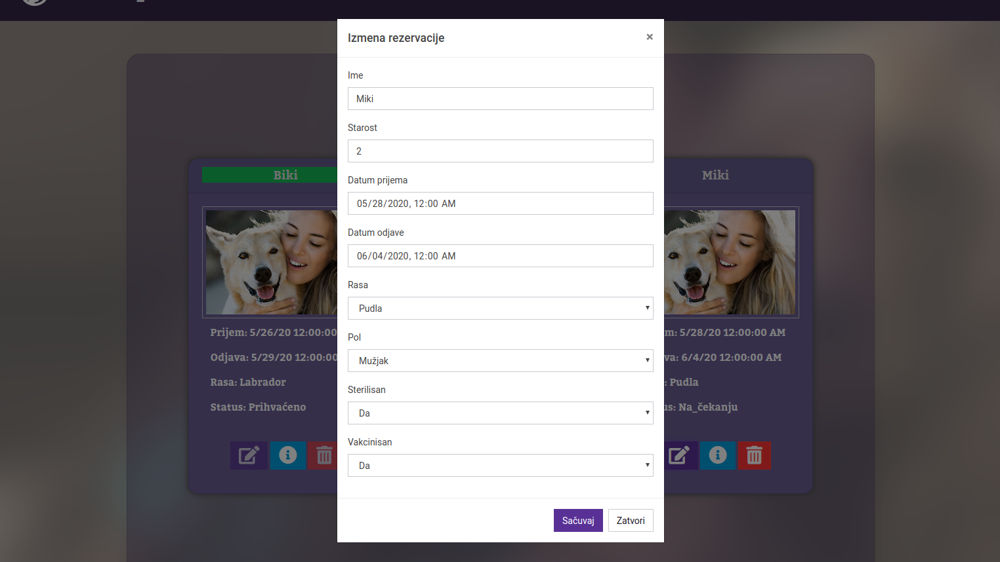 Izmena rezervacije ×
Ime
Miki
Starost
2
Datum prijema
05/28/2020, 12:00 AM
Datum odjave
06/04/2020, 12:00 AM
Rasa
Pudla
Pol
Mužjak
Sterilisan
Da
Vakcinisan
Da
Sačuvaj Zatvori
Biki
Prijem: 5/26/20 12:00:00
Odjava: 5/29/20 12:00:00
Rasa: Labrador
Status: Prihvaćeno
Miki
m: 5/28/20 12:00:00 AM
va: 6/4/20 12:00:00 AM
: Pudla
us: Na_čekanju